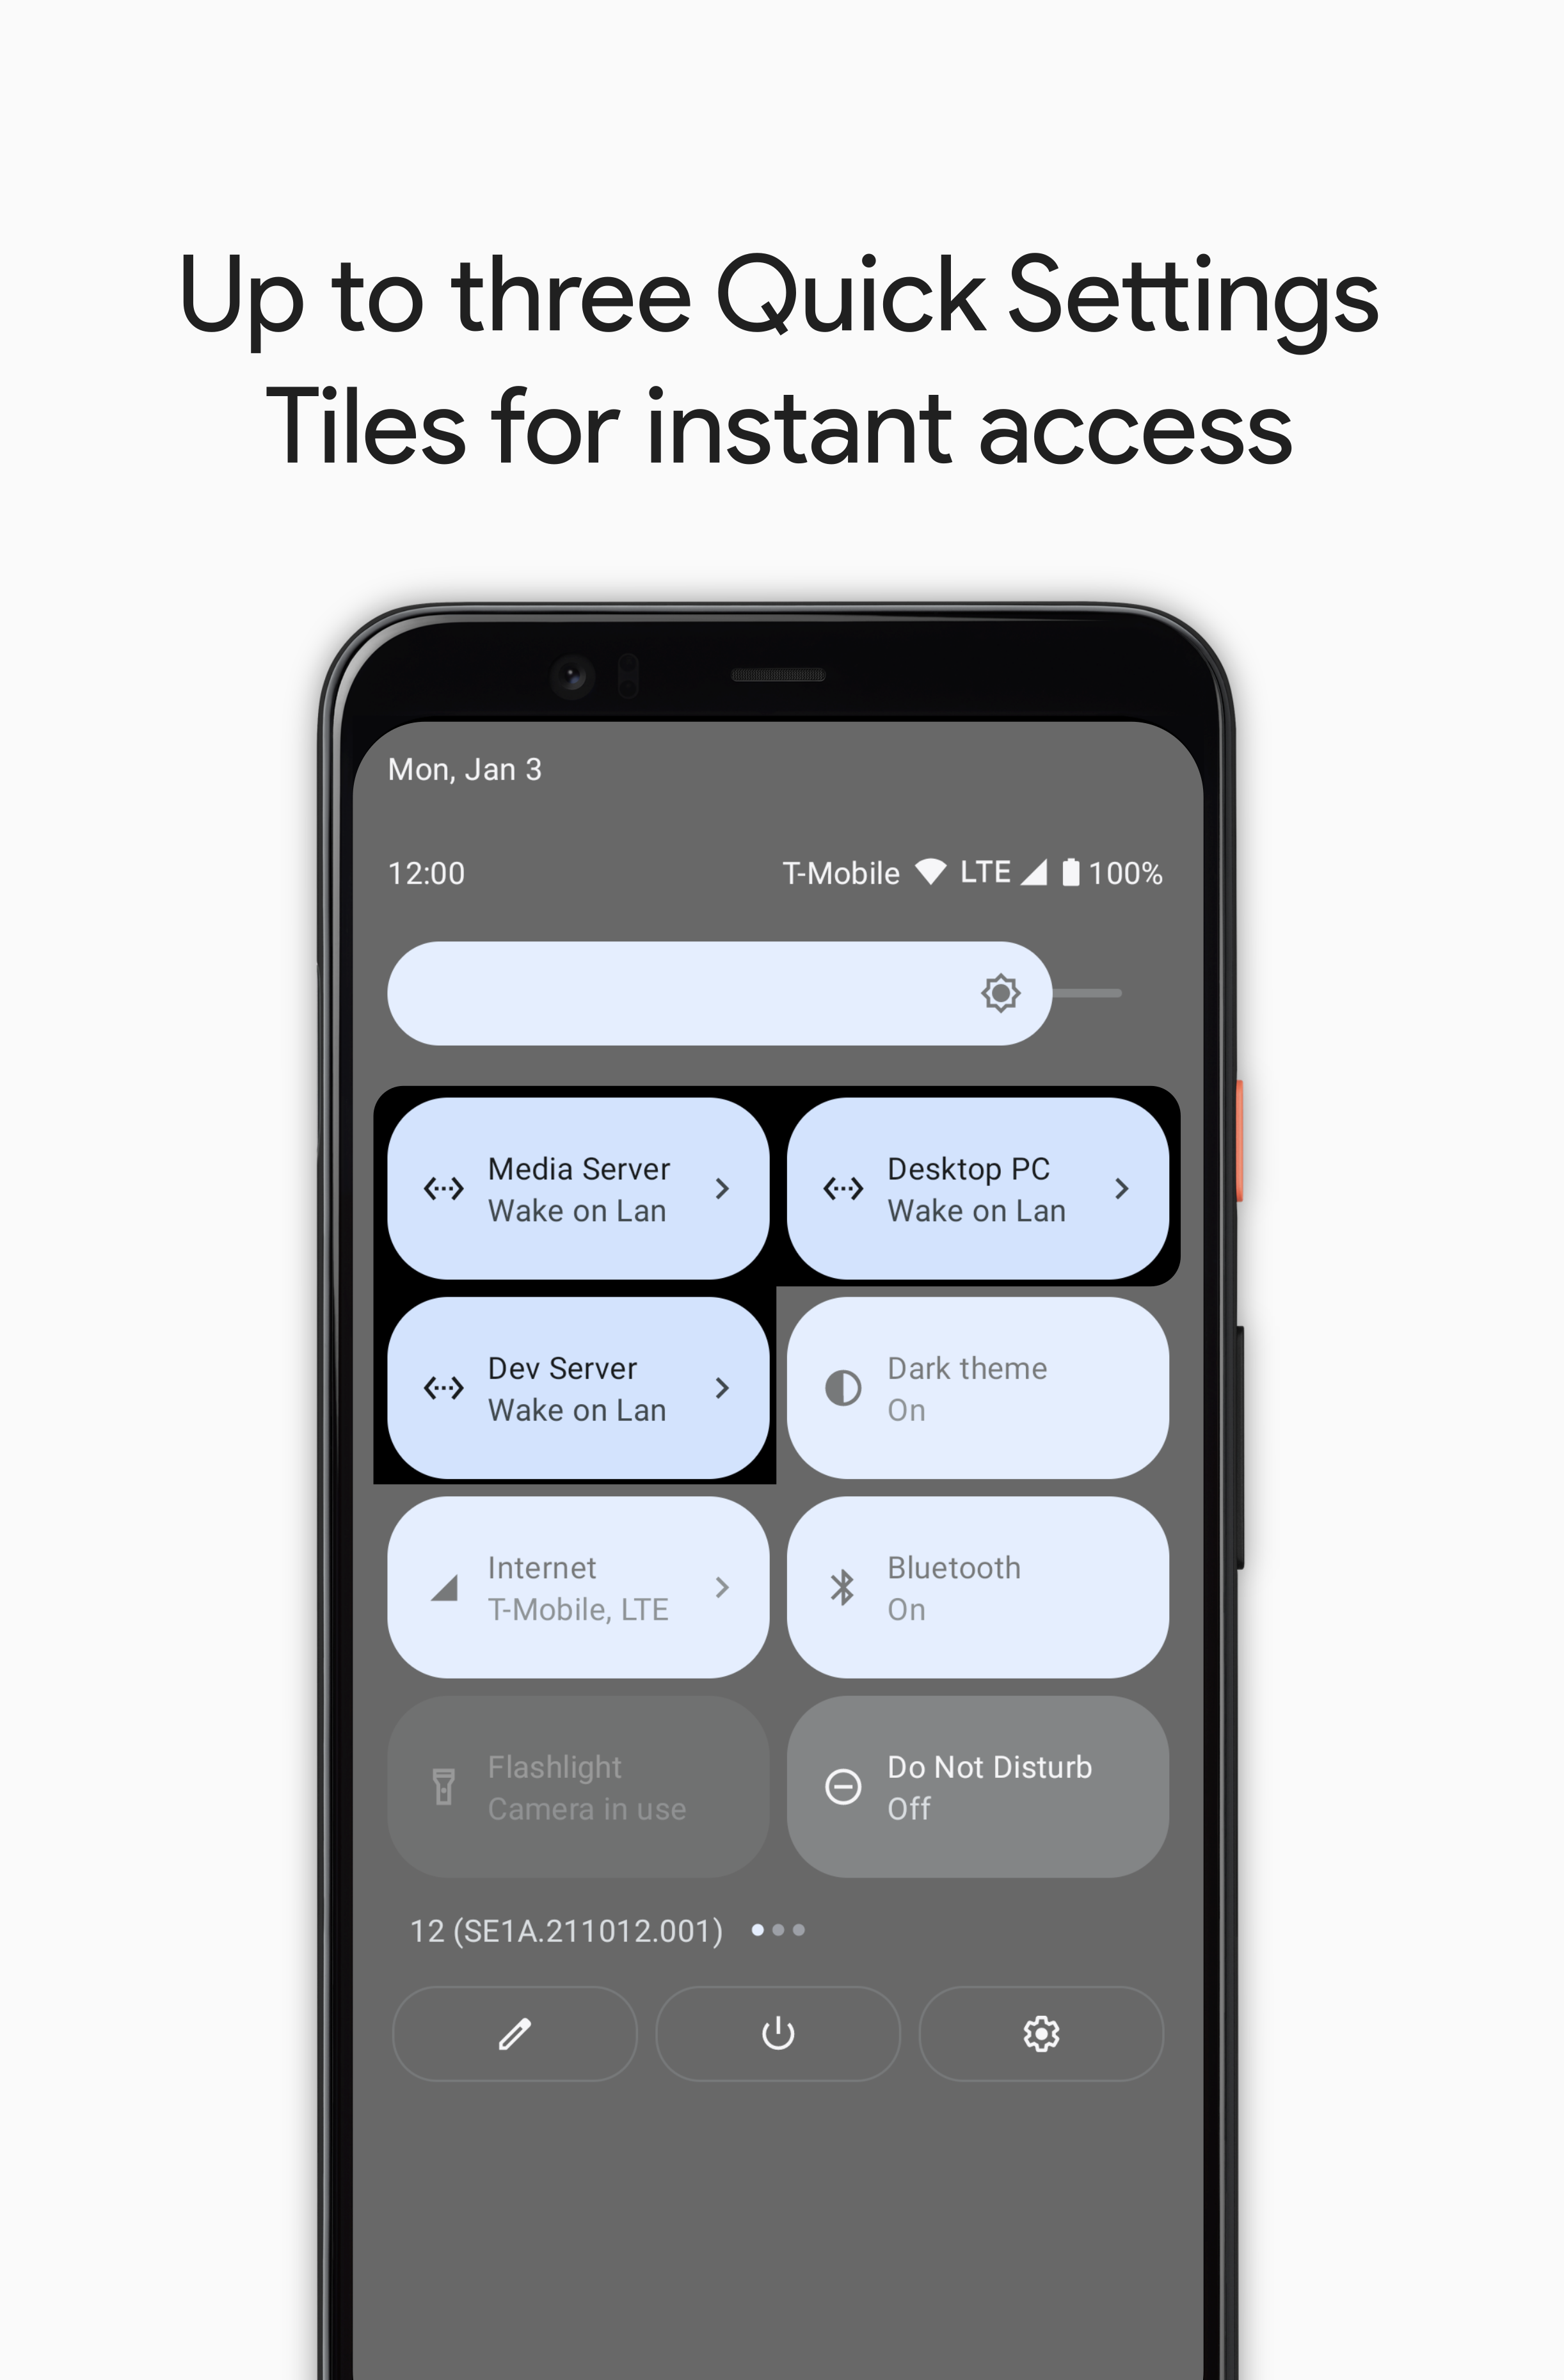 Up to three Quick Settings
Tiles for instant access
Mon, Jan 3
12:00
T-Mobile LTE 100%
Media Server
Wake on Lan
Desktop PC
Wake on Lan
Dev Server
Wake on Lan
Dark theme
On
Internet
T-Mobile, LTE
Bluetooth
On
Flashlight
Camera in use
Do Not Disturb
Off
12 (SE1A.211012.001)